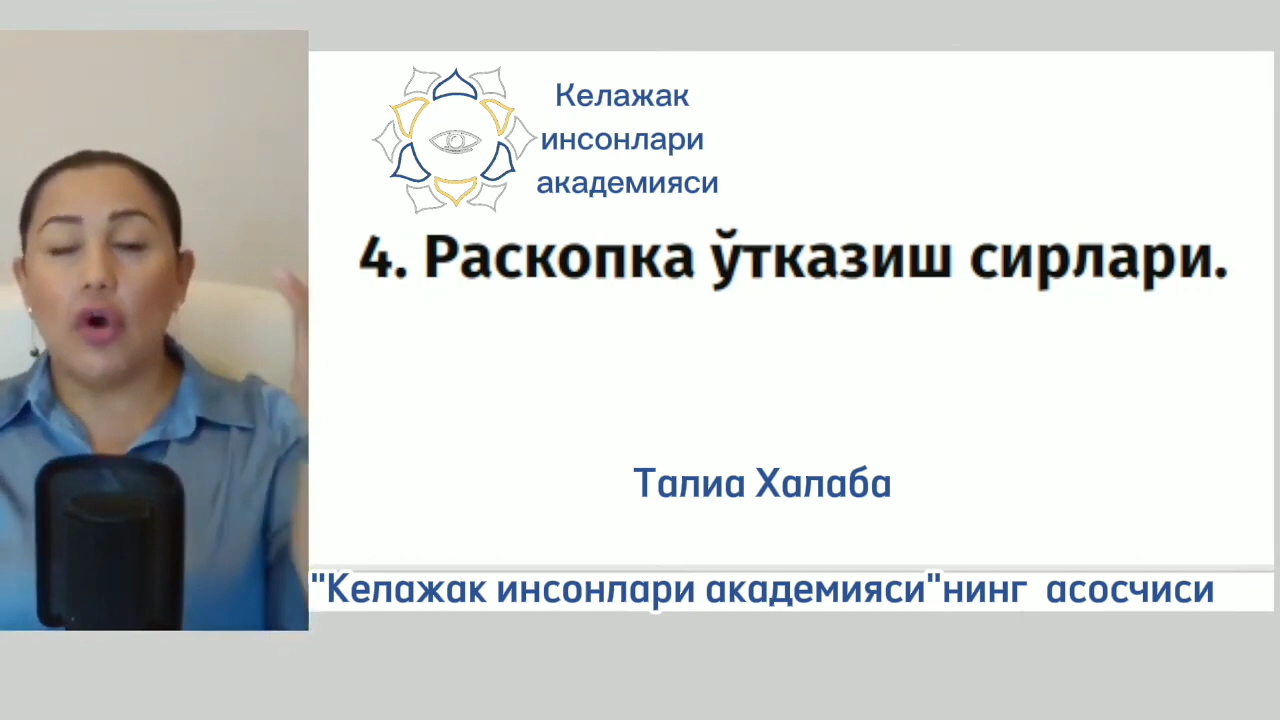 Келажак
инсонлари
академияси
4. Раскопка ўтказиш сирлари.
Талиа Халаба
"Келажак инсонлари академияси"нинг асосчиси